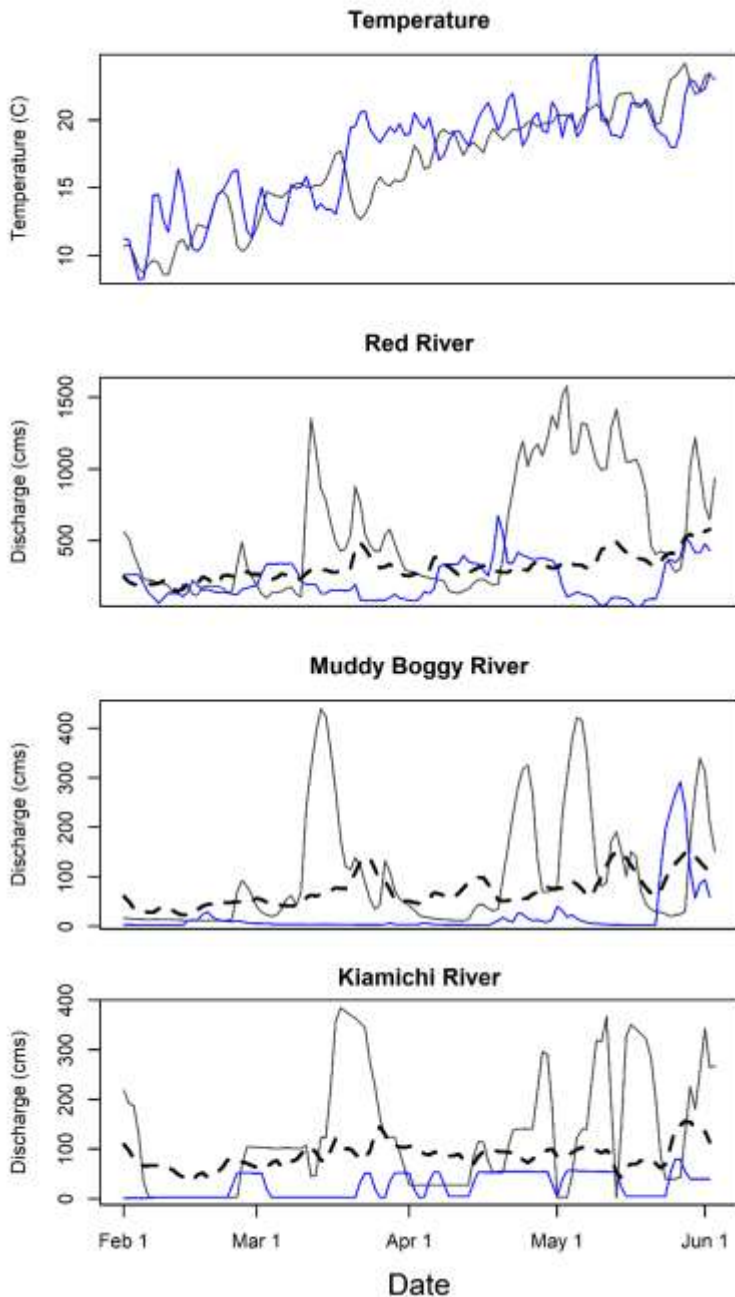 Temperature
Temperature (C)
20
15
10
Red River
Discharge (cms)
1500
1000
500
Muddy Boggy River
Discharge (cms)
400
300
200
100
0
Kiamichi River
Discharge (cms)
400
300
200
100
0
Feb 1 Mar 1 Apr 1 May 1 Jun 1
Date